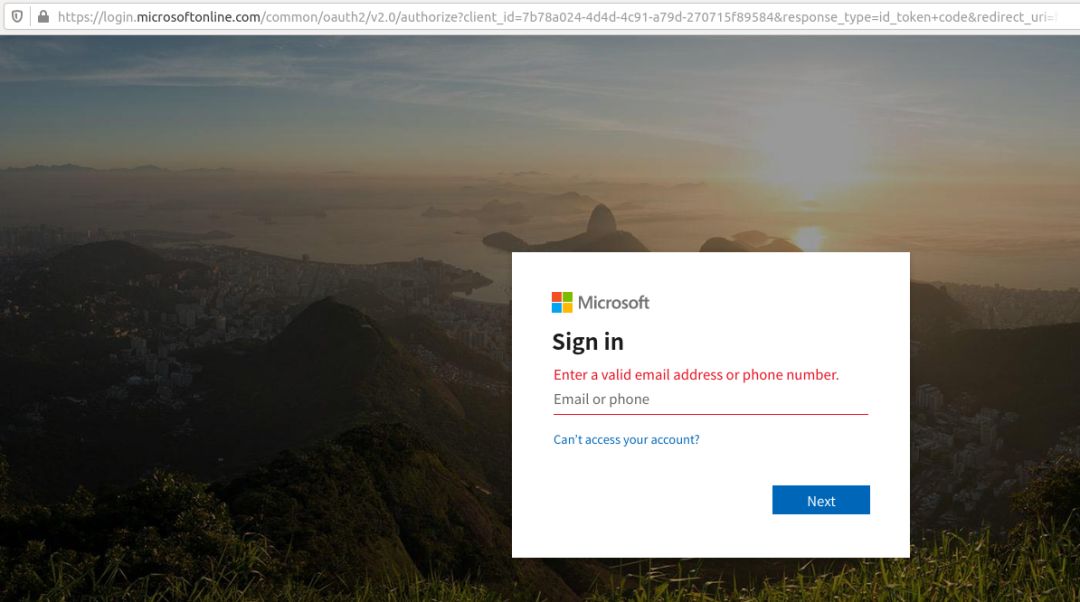 https://login.microsoftonline.com/common/oauth2/v2.0/authorize?client_id=7b78a024-4d4d-4c91-a79d-270715f89584&response_type=id_token+code&redirect_uri=
Microsoft
Sign in
Enter a valid email address or phone number.
Email or phone
Can't access your account?
Next